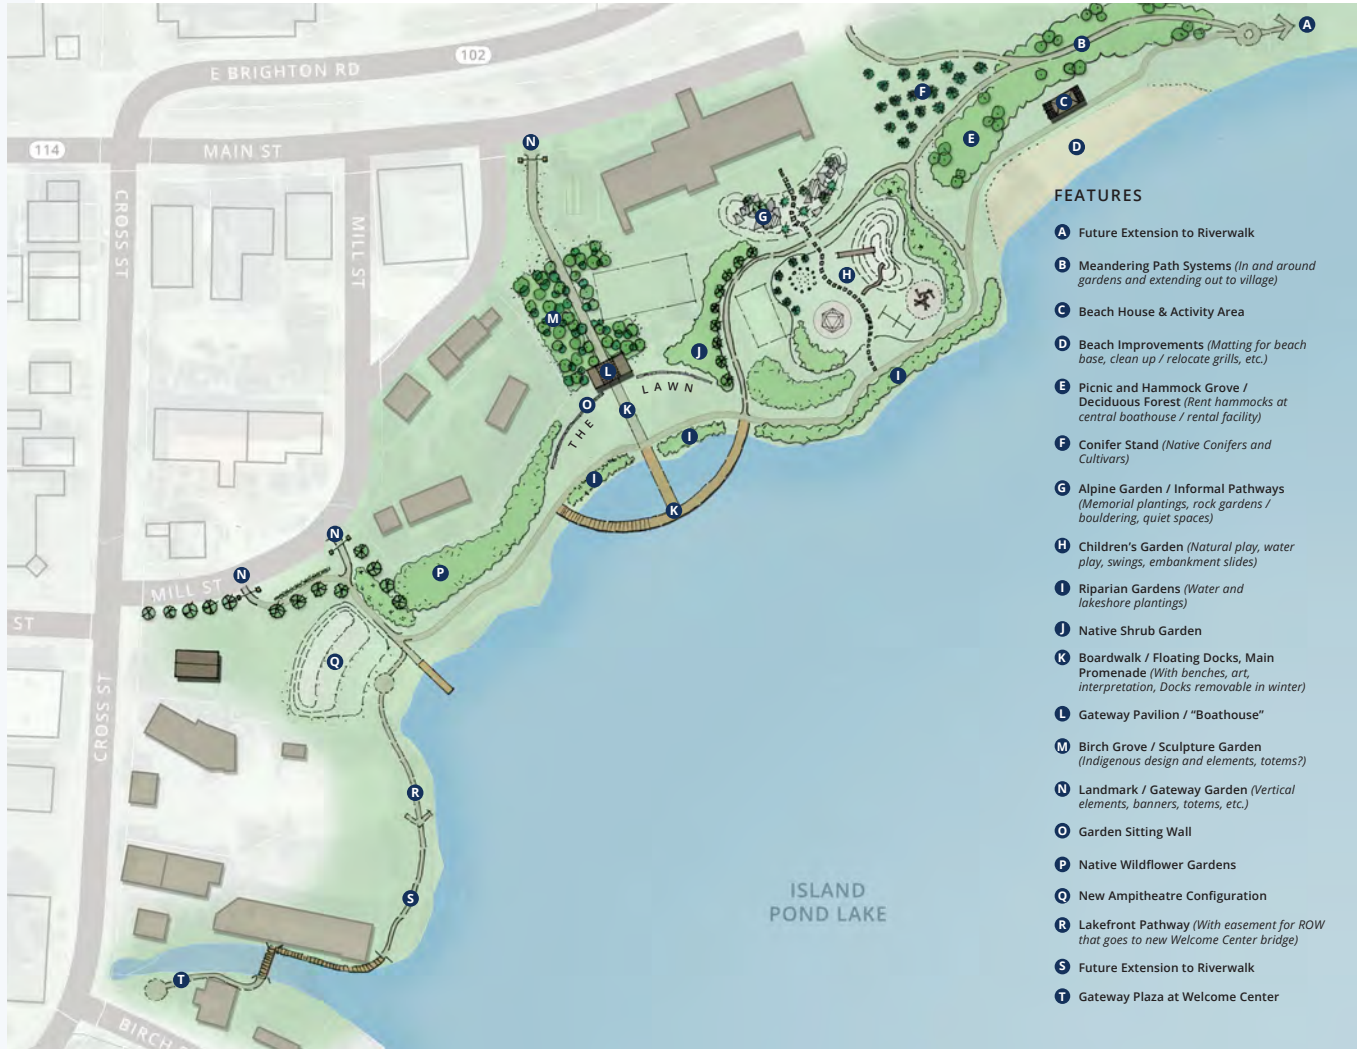 A
102
B
E BRIGHTON RD
C
F
N
114
MAIN ST
E
D
CROSS ST
MILL ST
G
H
M
J
L
LAWN
I
O
K
THE
I
I
K
N
N
P
MILL ST
ST
Q
CROSS ST
R
S
ISLAND
POND LAKE
T
BIRCH
FEATURES
A Future Extension to Riverwalk
B Meandering Path Systems (In and around
gardens and extending out to village)
C Beach House & Activity Area
D Beach Improvements (Matting for beach
base, clean up / relocate grills, etc.)
E Picnic and Hammock Grove /
Deciduous Forest (Rent hammocks at
central boathouse / rental facility)
F Conifer Stand (Native Conifers and
Cultivars)
G Alpine Garden / Informal Pathways
(Memorial plantings, rock gardens /
bouldering, quiet spaces)
H Children's Garden (Natural play, water
play, swings, embankment slides)
I Riparian Gardens (Water and
lakeshore plantings)
J Native Shrub Garden
K Boardwalk / Floating Docks, Main
Promenade (With benches, art,
interpretation, Docks removable in winter)
L Gateway Pavilion / “Boathouse”
M Birch Grove / Sculpture Garden
(Indigenous design and elements, totems?)
N Landmark / Gateway Garden (Vertical
elements, banners, totems, etc.)
O Garden Sitting Wall
P Native Wildflower Gardens
Q New Ampitheatre Configuration
R Lakefront Pathway (With easement for ROW
that goes to new Welcome Center bridge)
S Future Extension to Riverwalk
T Gateway Plaza at Welcome Center